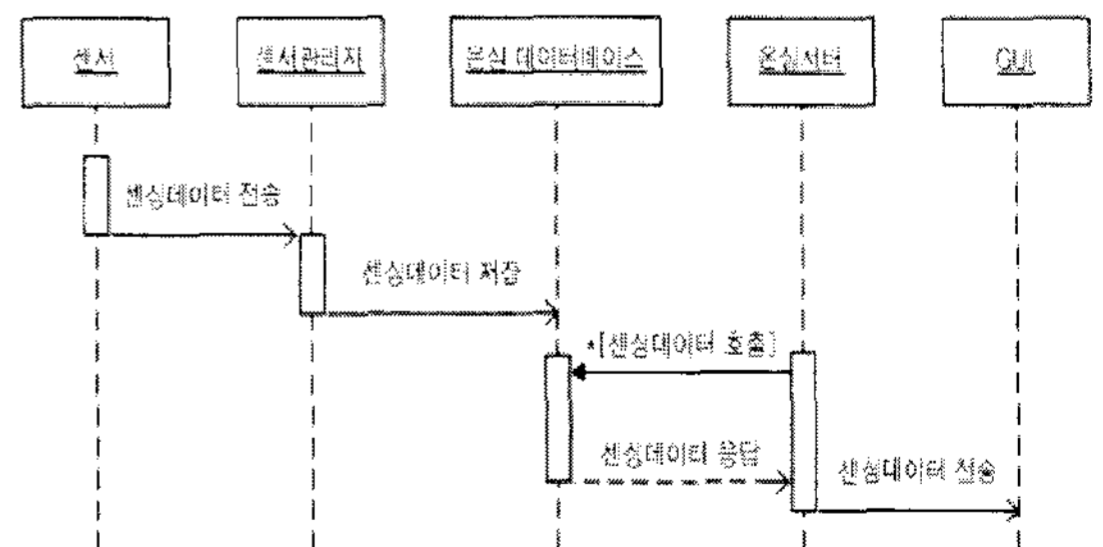 센서
센서관리자
온실 데이터베이스
온실서버
GUI
센싱데이터 전송
센싱데이터 저장
*[센싱데이터 호출]
센싱데이터 응답
센싱데이터 전송